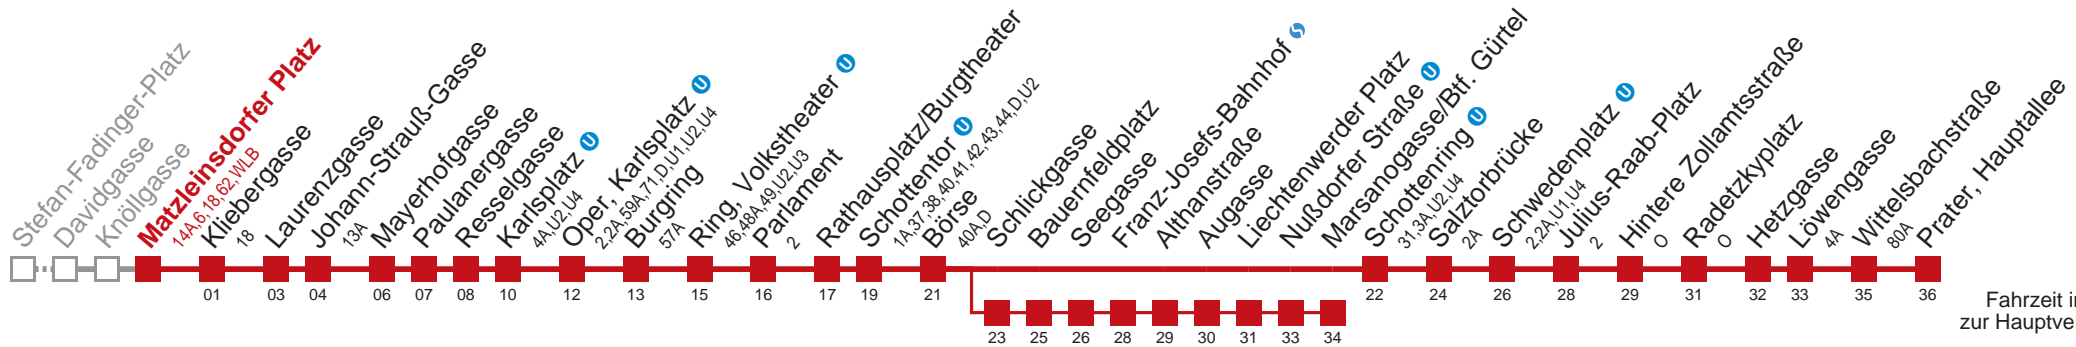 Stefan-Fadinger-Platz
Davidgasse
Knöllgasse
Matzleinsdorfer Platz
14A,6,18,62,WLB
Kliebergasse
18
Laurenzgasse
Johann-Strauß-Gasse
13A
Mayerhofgasse
Paulanergasse
Resselgasse
Karlsplatz U
4A,U2,U4
Oper, Karlsplatz U
2,2A,59A,71,D,U1,U2,U4
Burgring
57A
Ring, Volkstheater U
46,48A,49,U2,U3
Parlament
2
Rathausplatz/Burgtheater
Schottentor U
1A,37,38,40,41,42,43,44,D,U2
Börse
40A,D
Schlickgasse
Bauernfeldplatz
Seegasse
Franz-Josefs-Bahnhof
Althanstraße
Augasse
Liechtenwerder Platz
Nußdorfer Straße U
Marsanogasse/Btf. Gürtel
Schottenring U
31,3A,U2,U4
Salztorbrücke
2A
Schwedenplatz U
2,2A,U1,U4
Julius-Raab-Platz
2
Hintere Zollamtsstraße
O
Radetzkyplatz
O
Hetzgasse
Löwengasse
4A
Wittelsbachstraße
80A
Prater, Hauptallee
01 03 04 06 07 08 10 12 13 15 16 17 19 21 22 24 26 28 29 31 32 33 35 36
23 25 26 28 29 30 31 33 34
Fahrzeit i
zur Hauptve